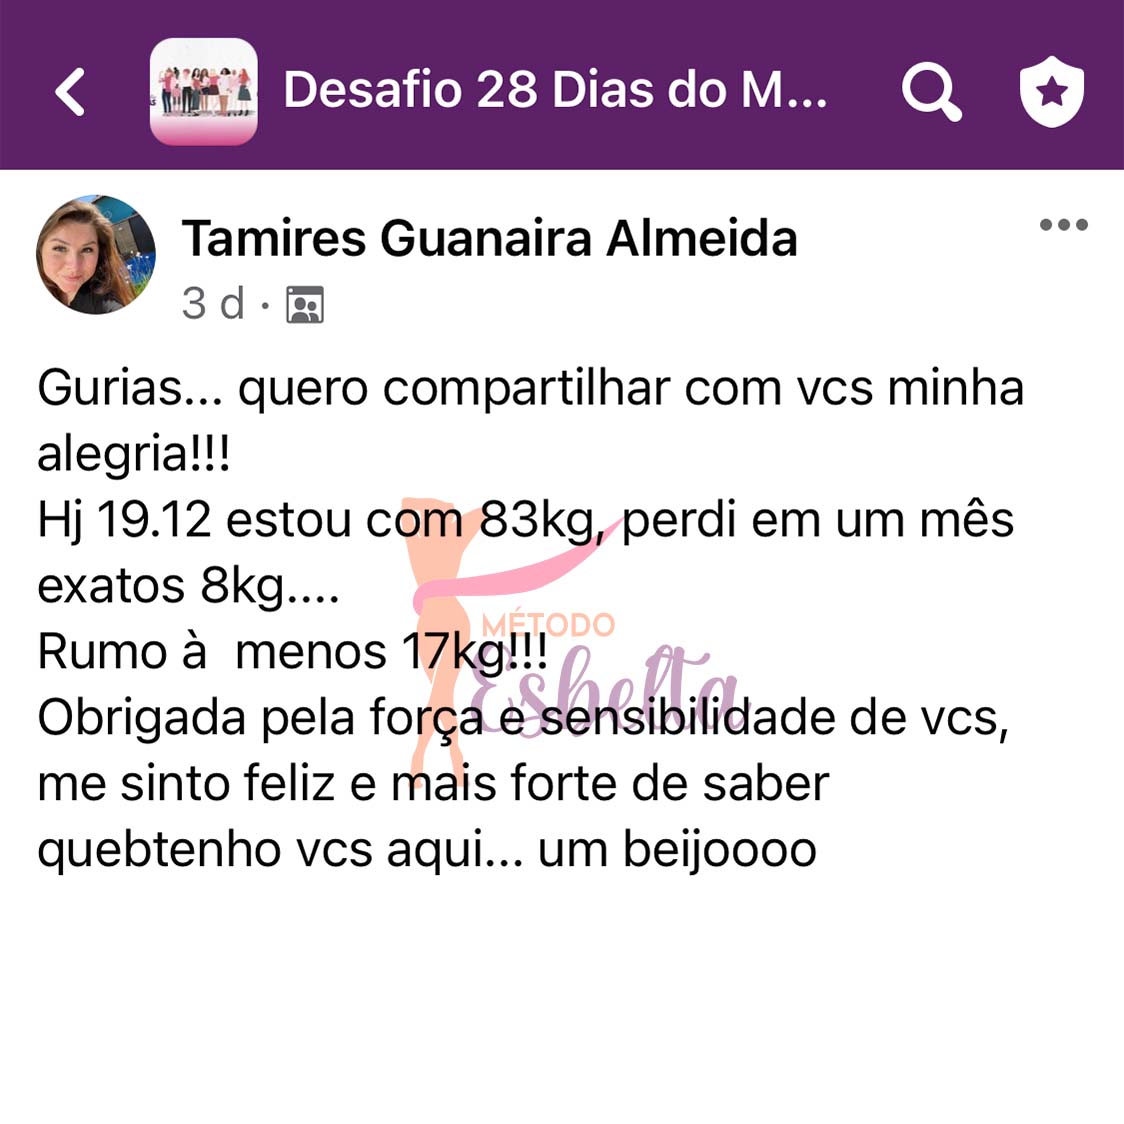 Desafio 28 Dias do M...
Tamires Guanaira Almeida
3 d ·
Gurias... quero compartilhar com vcs minha
alegria!!!
Hj 19.12 estou com 83kg, perdi em um mês
exatos 8kg....
Rumo à  menos 17kg!!!
Obrigada pela força e sensibilidade de vcs,
me sinto feliz e mais forte de saber
quebtenho vcs aqui... um beijoooo
MÉTODO
Esbelta